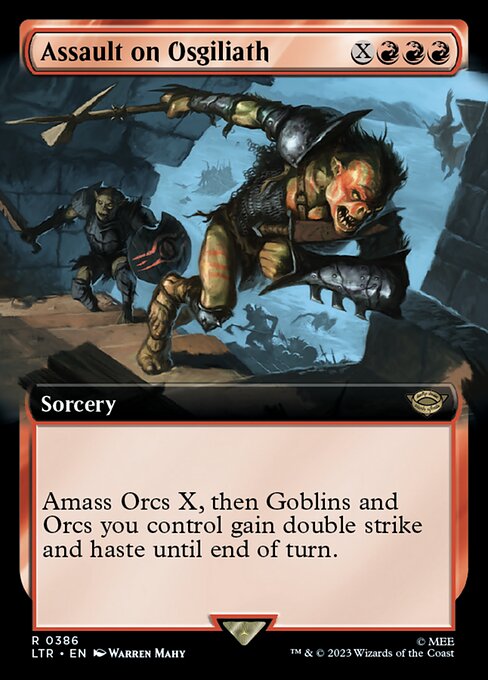 Assault on Osgiliath X
Sorcery
Amass Orcs X, then Goblins and
Orcs you control gain double strike
and haste until end of turn.
R 0386
LTR • EN Warren Mahy
© MEE
™ & © 2023 Wizards of the Coast